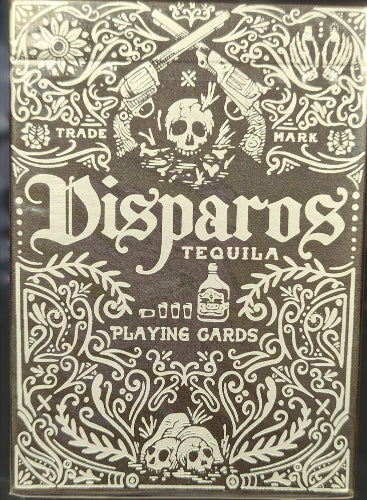 TRADE MARK
Disparos
TEQUILA
PLAYING CARDS